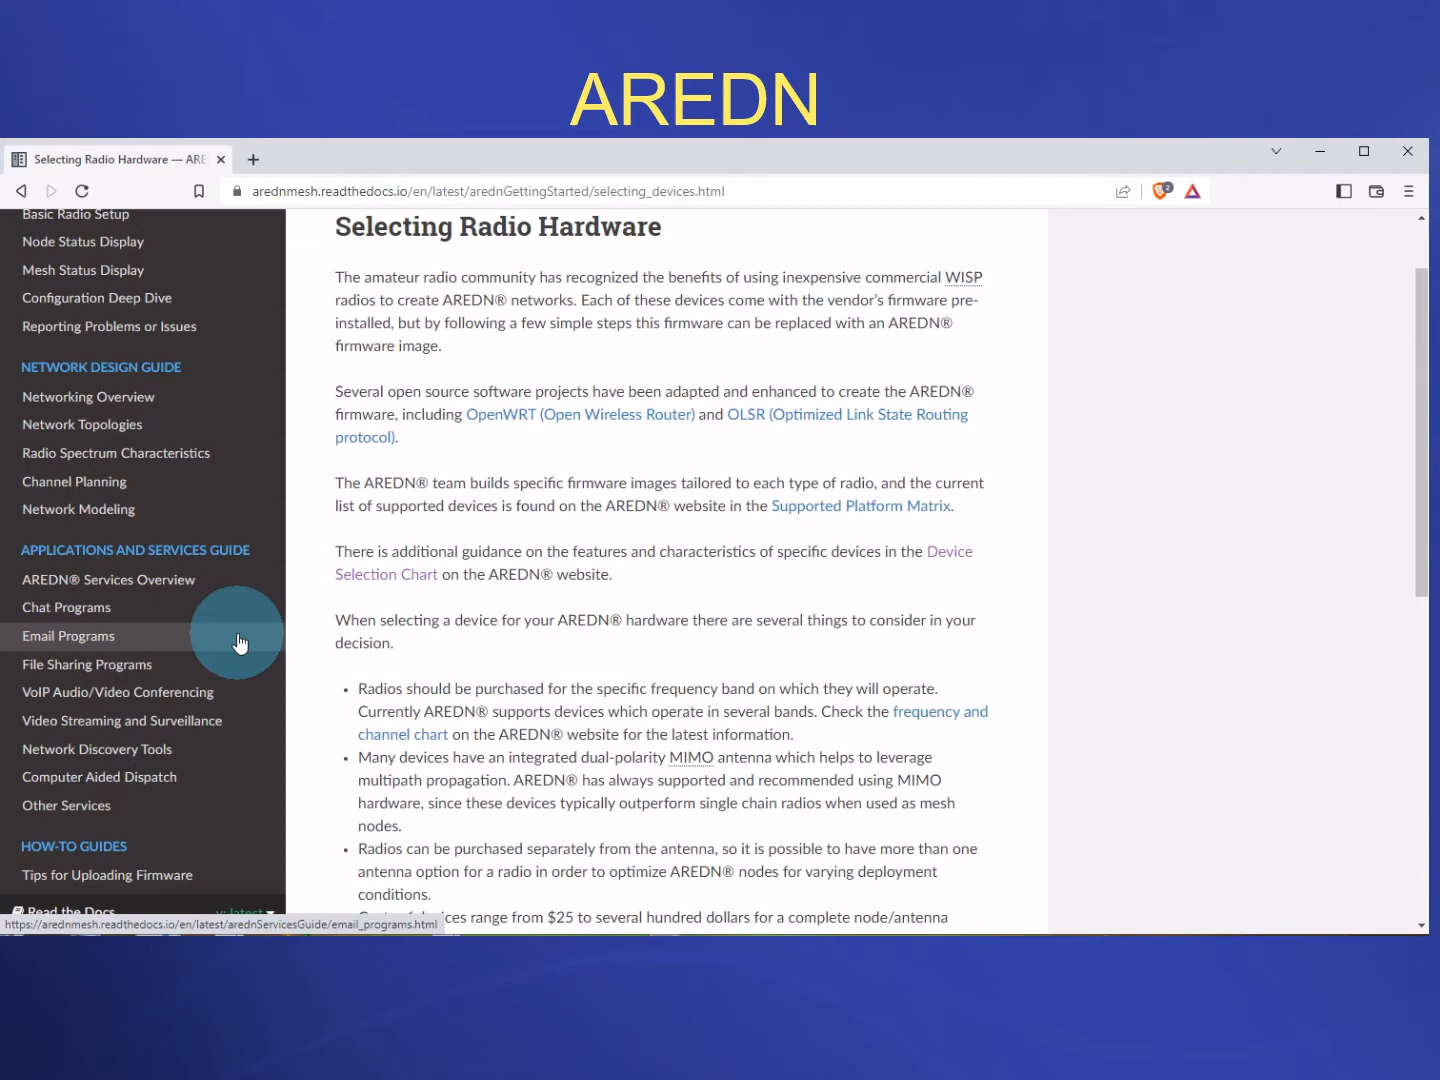 AREDN
Selecting Radio Hardware — ARE
arednmesh.readthedocs.io/en/latest/arednGettingStarted/selecting_devices.html
2
Basic Radio Setup
Node Status Display
Mesh Status Display
Configuration Deep Dive
Reporting Problems or Issues
NETWORK DESIGN GUIDE
Networking Overview
Network Topologies
Radio Spectrum Characteristics
Channel Planning
Network Modeling
APPLICATIONS AND SERVICES GUIDE
AREDN® Services Overview
Chat Programs
Email Programs
File Sharing Programs
VoIP Audio/Video Conferencing
Video Streaming and Surveillance
Network Discovery Tools
Computer Aided Dispatch
Other Services
HOW-TO GUIDES
Tips for Uploading Firmware
Read the Docs
v: latest
https://arednmesh.readthedocs.io/en/latest/arednServicesGuide/email_programs.html
Selecting Radio Hardware
The amateur radio community has recognized the benefits of using inexpensive commercial WISP
radios to create AREDN® networks. Each of these devices come with the vendor's firmware pre-
installed, but by following a few simple steps this firmware can be replaced with an AREDN®
firmware image.
Several open source software projects have been adapted and enhanced to create the AREDN®
firmware, including OpenWRT (Open Wireless Router) and OLSR (Optimized Link State Routing
protocol).
The AREDN® team builds specific firmware images tailored to each type of radio, and the current
list of supported devices is found on the AREDN® website in the Supported Platform Matrix.
There is additional guidance on the features and characteristics of specific devices in the Device
Selection Chart on the AREDN® website.
When selecting a device for your AREDN® hardware there are several things to consider in your
decision.
• Radios should be purchased for the specific frequency band on which they will operate.
Currently AREDN® supports devices which operate in several bands. Check the frequency and
channel chart on the AREDN® website for the latest information.
• Many devices have an integrated dual-polarity MIMO antenna which helps to leverage
multipath propagation. AREDN® has always supported and recommended using MIMO
hardware, since these devices typically outperform single chain radios when used as mesh
nodes.
• Radios can be purchased separately from the antenna, so it is possible to have more than one
antenna option for a radio in order to optimize AREDN® nodes for varying deployment
conditions.
ices range from $25 to several hundred dollars for a complete node/antenna